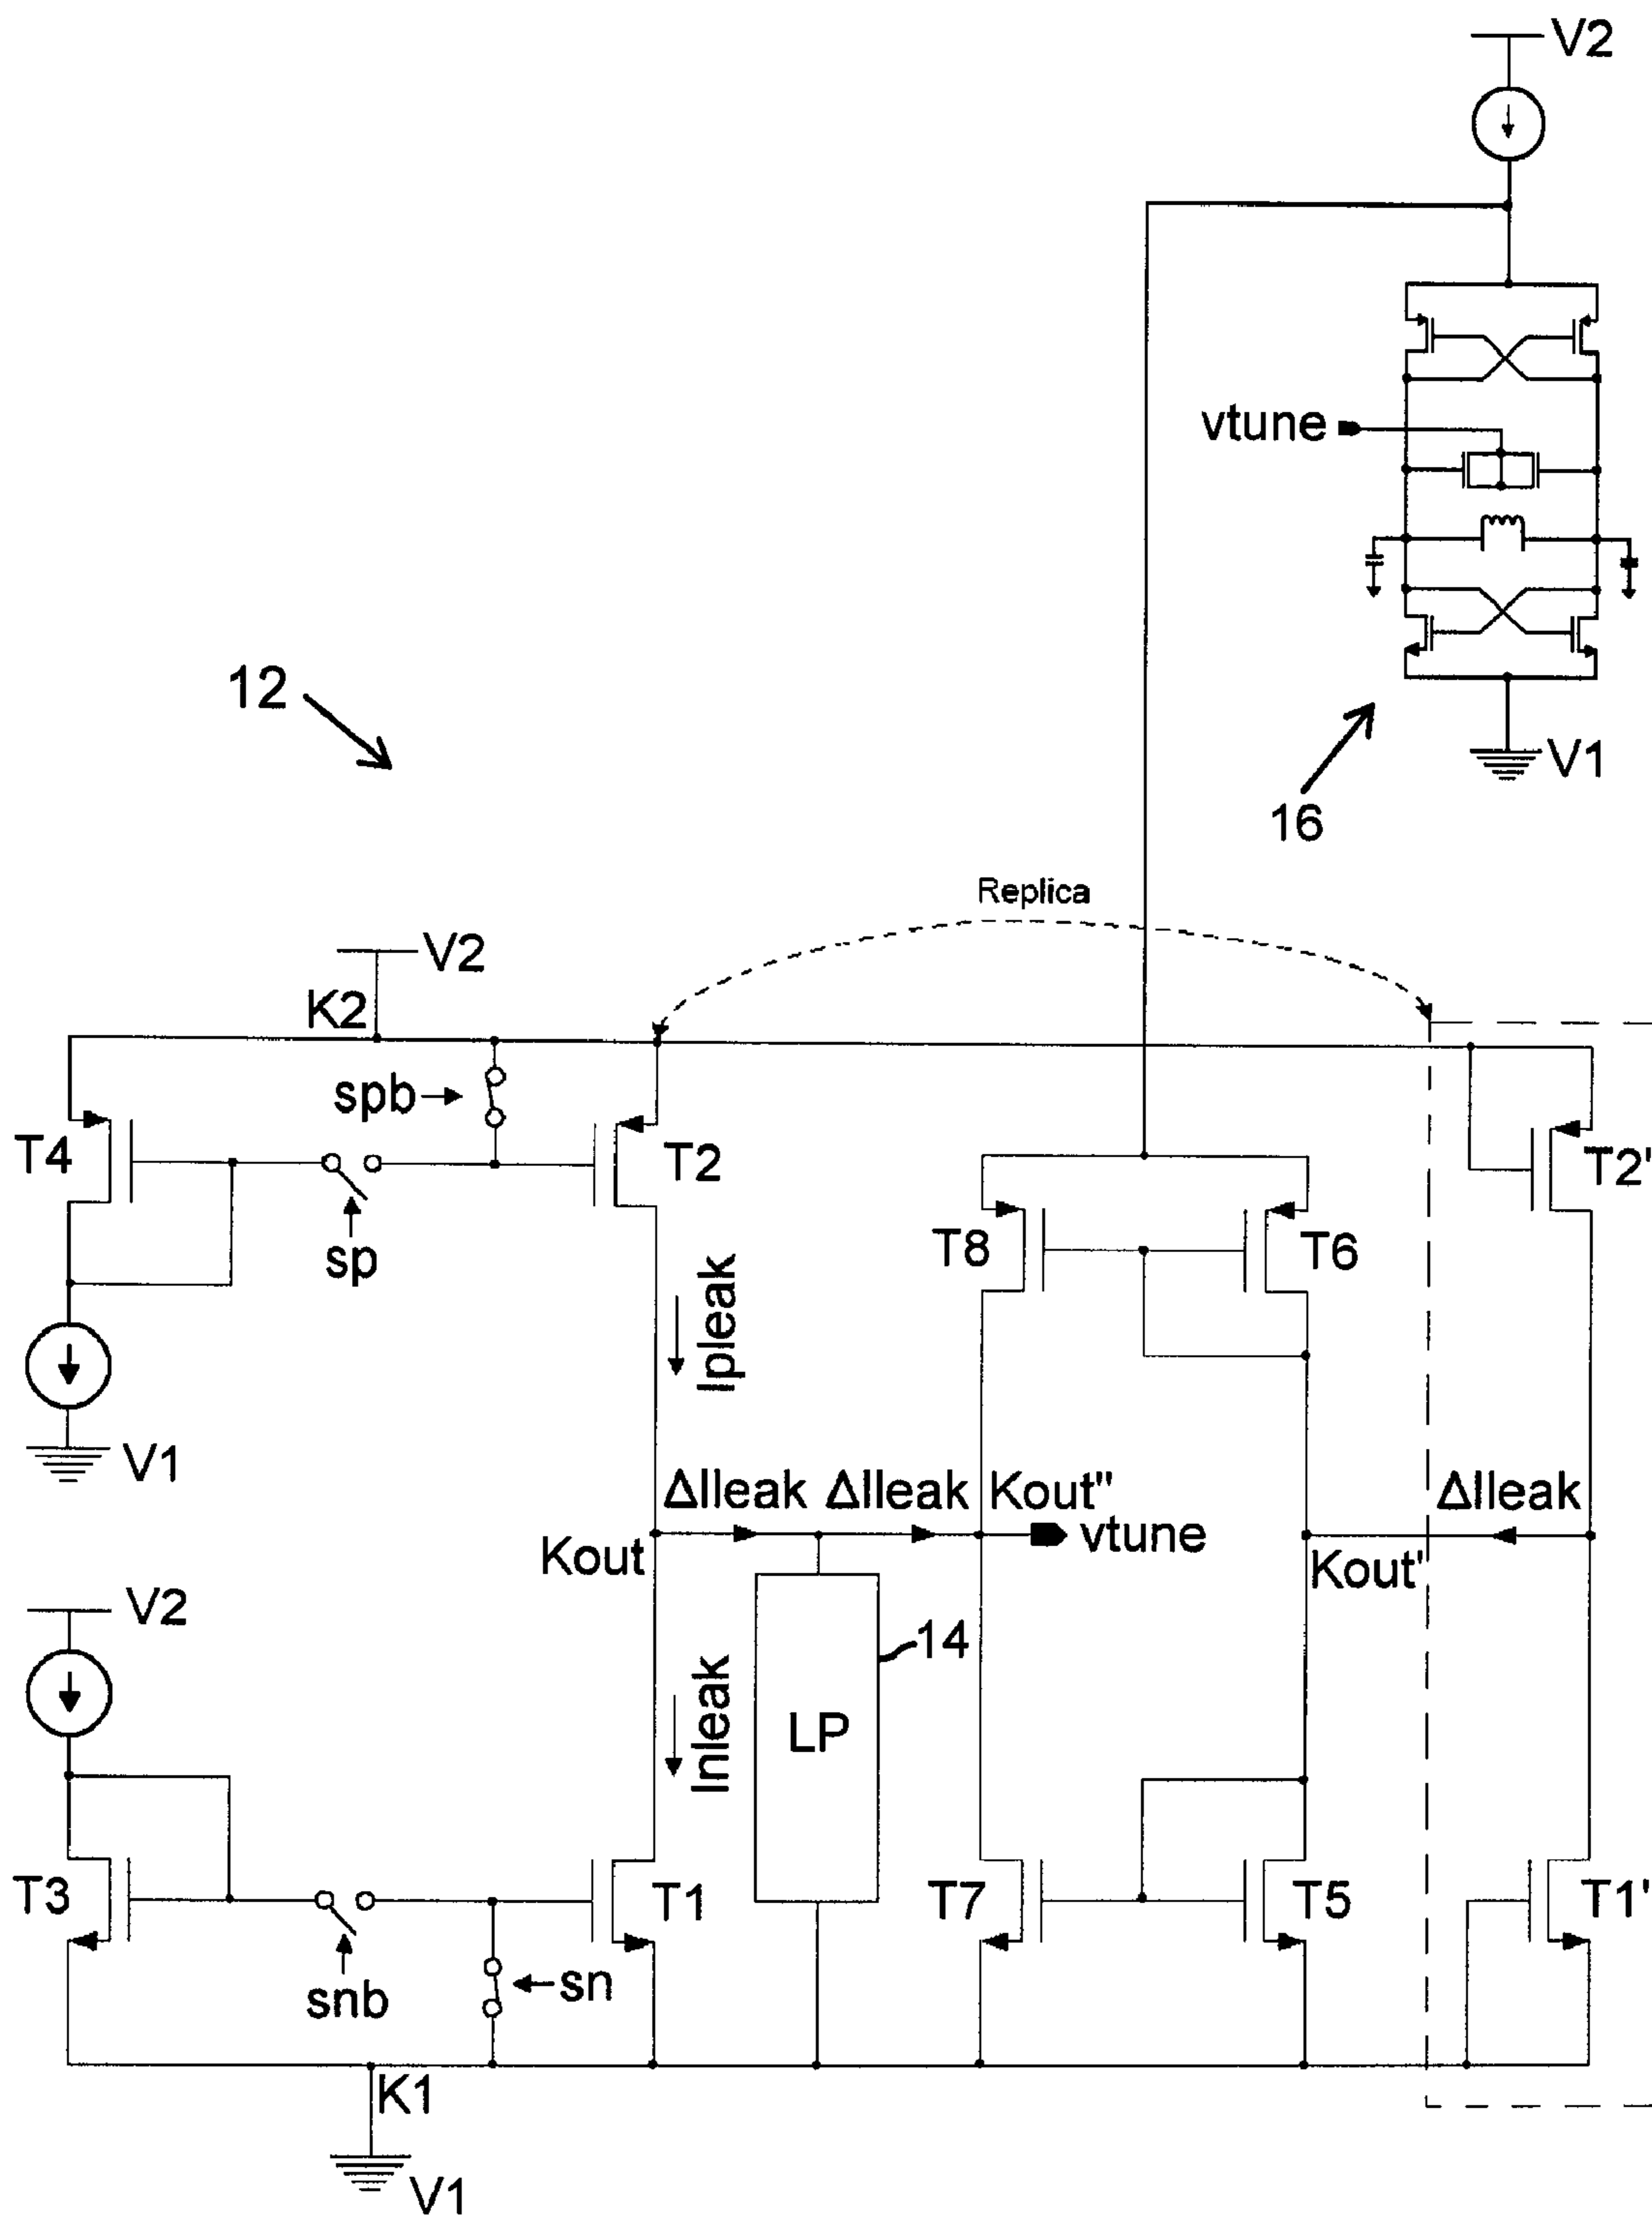 V2
vtune
12
V1
16
Replica
V2
K2
spb
T4
T2
T2'
sp
T8
T6
Ipleak
V1
ΔIleak ΔIleak Kout"
ΔIleak
vtune
Kout
Kout'
V2
14
Inleak
LP
T3
T1
T7
T5
T1'
snb
sn
K1
V1